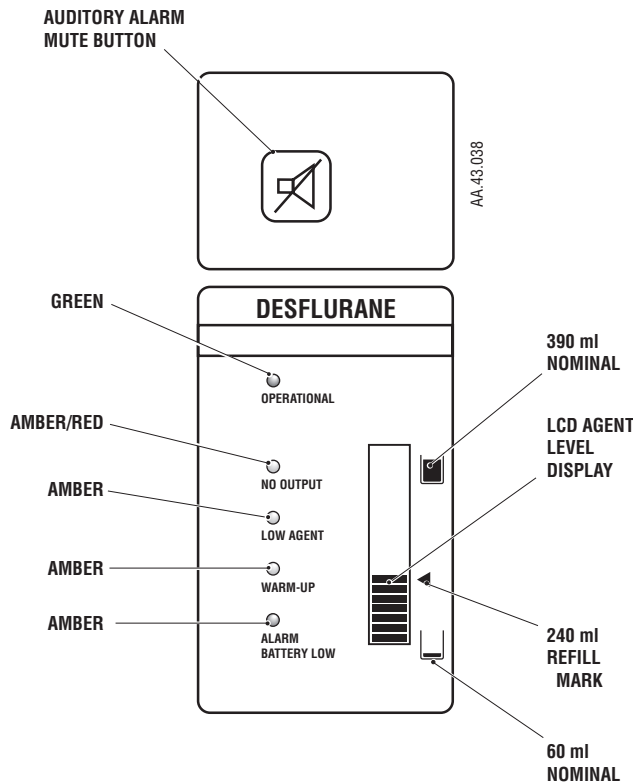 AUDITORY ALARM
MUTE BUTTON
AA.43.038
GREEN
DESFLURANE
390 ml
NOMINAL
OPERATIONAL
AMBER/RED
LCD AGENT
LEVEL
DISPLAY
NO OUTPUT
AMBER
LOW AGENT
AMBER
WARM-UP
AMBER
ALARM
BATTERY LOW
240 ml
REFILL
MARK
60 ml
NOMINAL